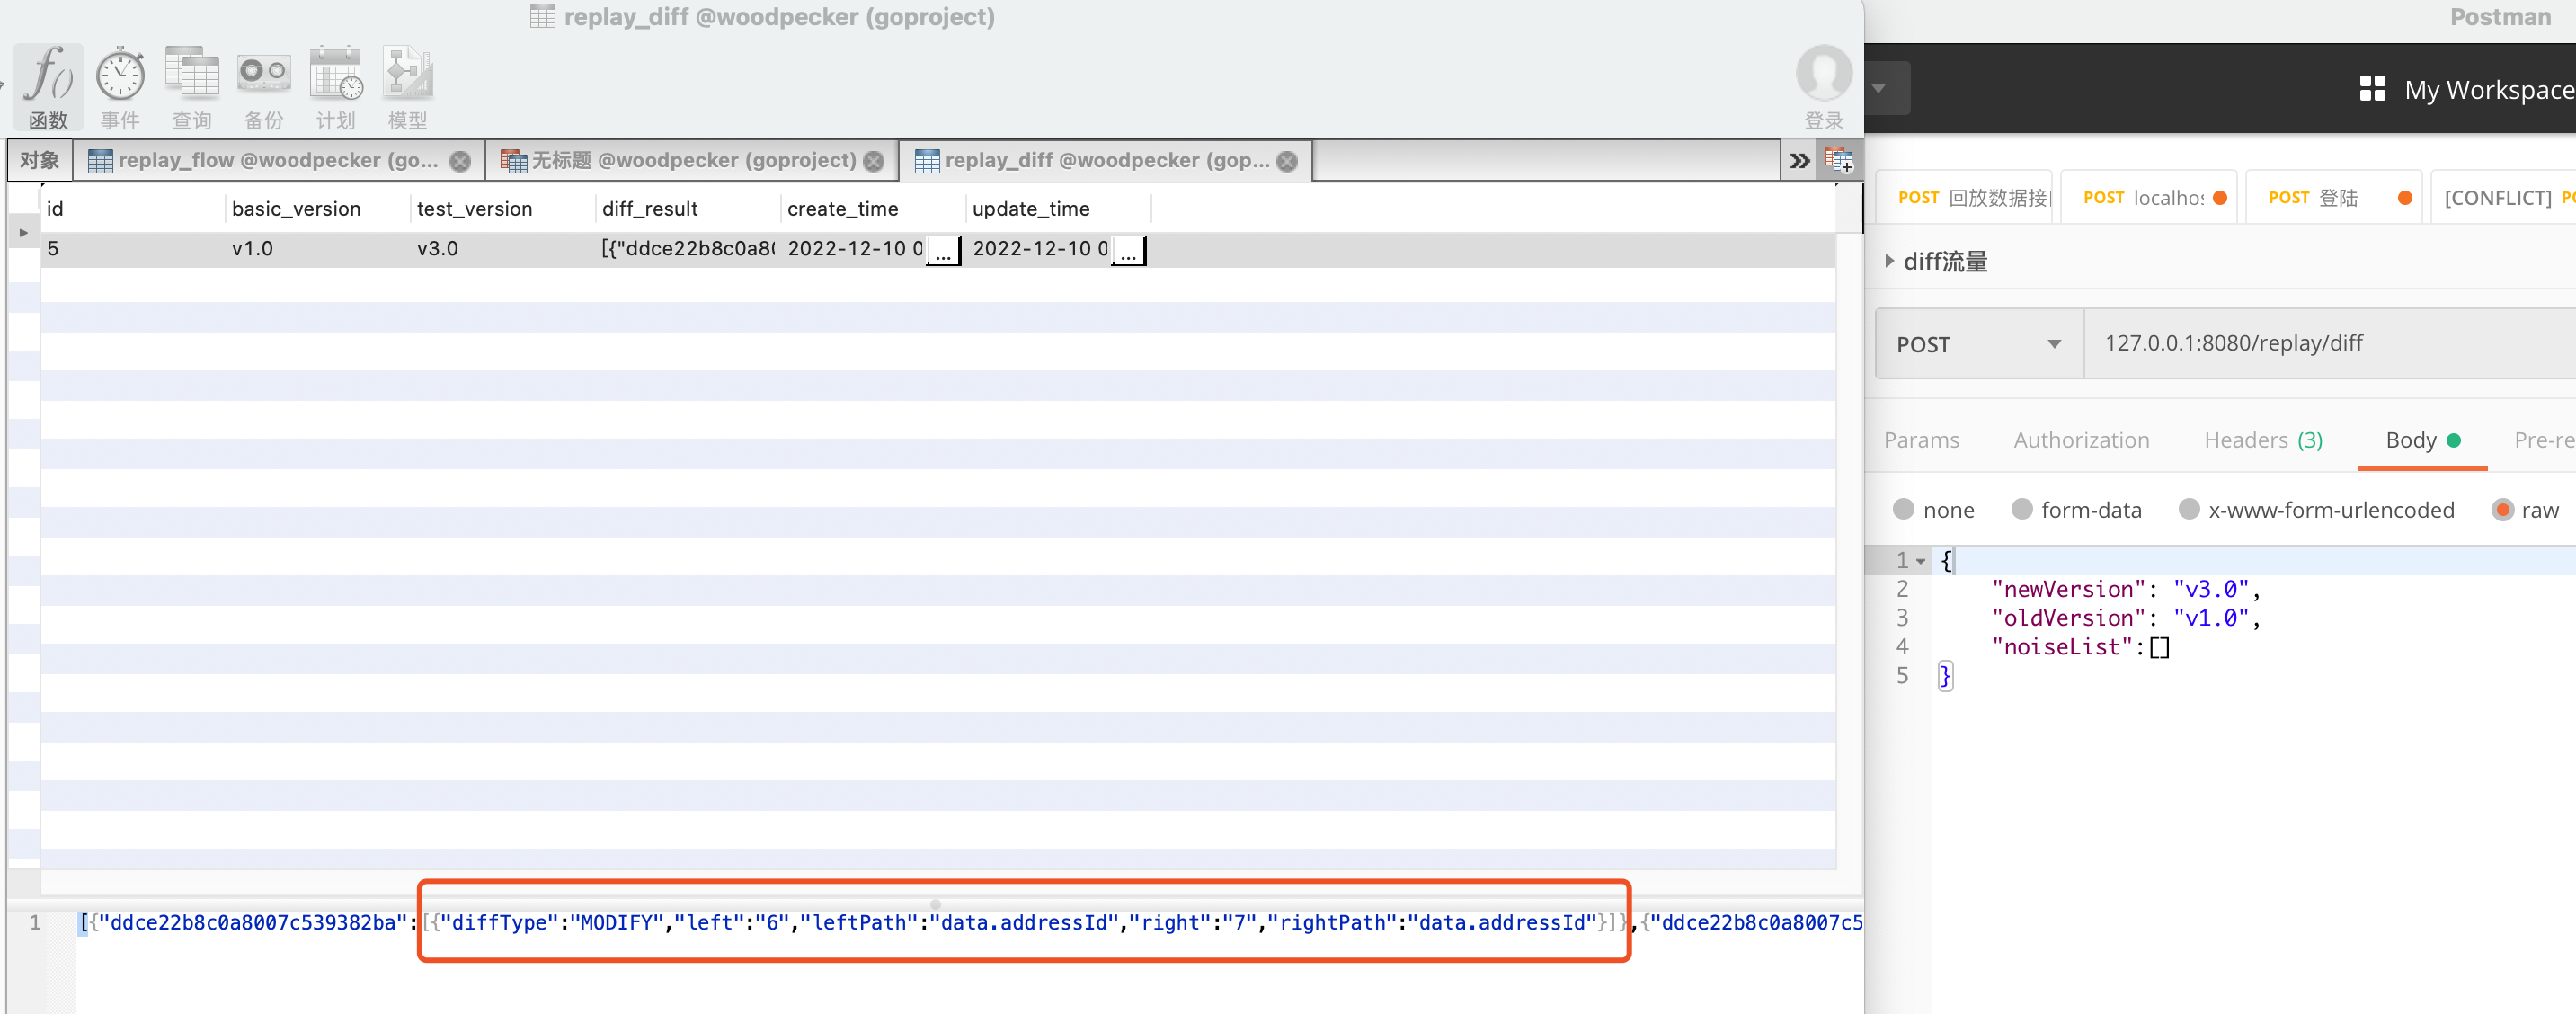 replay_diff @woodpecker (goproject)
函数 事件 查询 备份 计划 模型 登录
对象 replay_flow @woodpecker (go... 无标题 @woodpecker (goproject) replay_diff @woodpecker (gop... »
id basic_version test_version diff_result create_time update_time
5 v1.0 v3.0 [{"ddce22b8c0a80 2022-12-10 0 ... 2022-12-10 0 ...
1 [{"ddce22b8c0a8007c539382ba":[{"diffType":"MODIFY","left":"6","leftPath":"data.addressId","right":"7","rightPath":"data.addressId"}]},{"ddce22b8c0a8007c5
Postman
My Workspace
POST 回放数据接 POST localhos POST 登陆 [CONFLICT] PO
diff流量
POST 127.0.0.1:8080/replay/diff
Params Authorization Headers (3) Body Pre-re
none form-data x-www-form-urlencoded raw
1 {
2 "newVersion": "v3.0",
3 "oldVersion": "v1.0",
4 "noiseList":[]
5 }